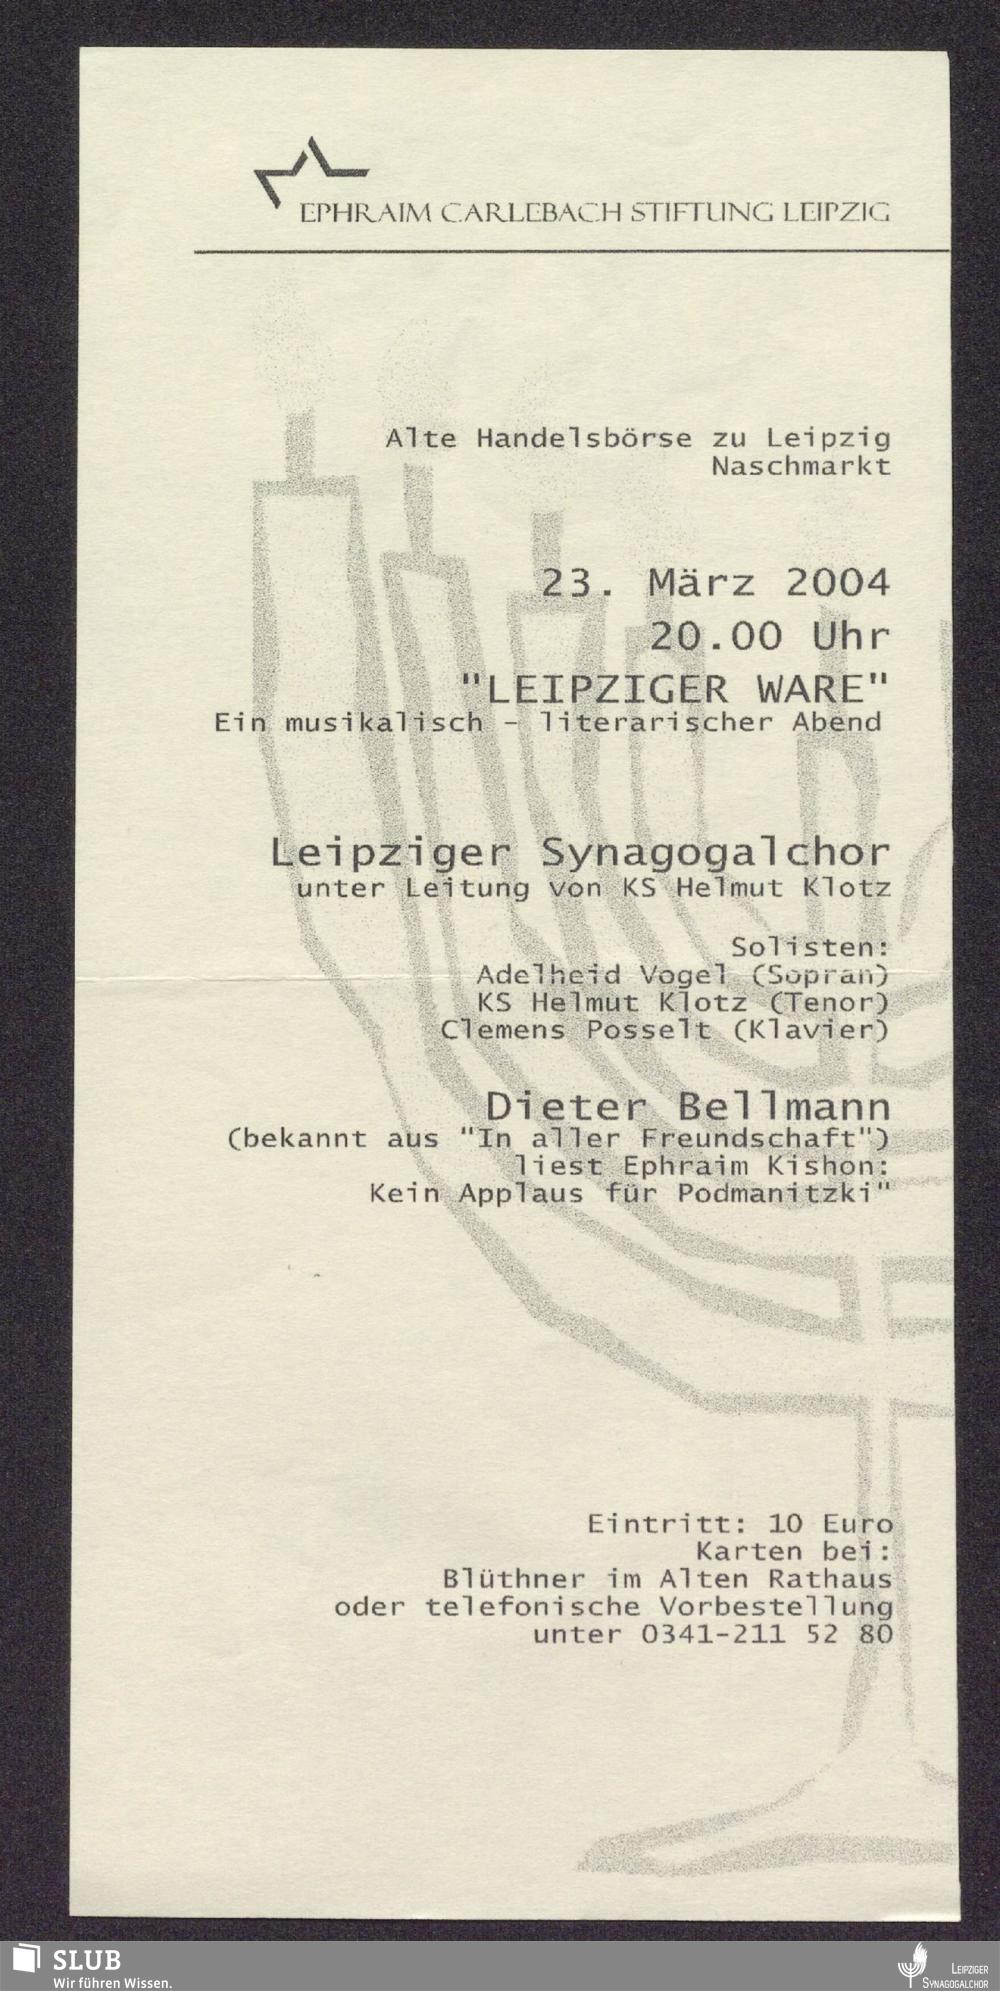 EPHRAIM CARLEBACH STIFTUNG LEIPZIG
Alte Handelsbörse zu Leipzig
Naschmarkt
23. März 2004
20.00 Uhr
"LEIPZIGER WARE"
Ein musikalisch - literarischer Abend
Leipziger Synagogalchor
unter Leitung von KS Helmut Klotz
Solisten:
Adelheid Vogel (Sopran)
KS Helmut Klotz (Tenor)
Clemens Posselt (Klavier)
Dieter Bellmann
(bekannt aus "In aller Freundschaft")
liest Ephraim Kishon:
Kein Applaus für Podmanitzki"
Eintritt: 10 Euro
Karten bei:
Blüthner im Alten Rathaus
oder telefonische Vorbestellung
unter 0341-211 52 80
SLUB
Wir führen Wissen.
LEIPZIGER
SYNAGOGALCHOR